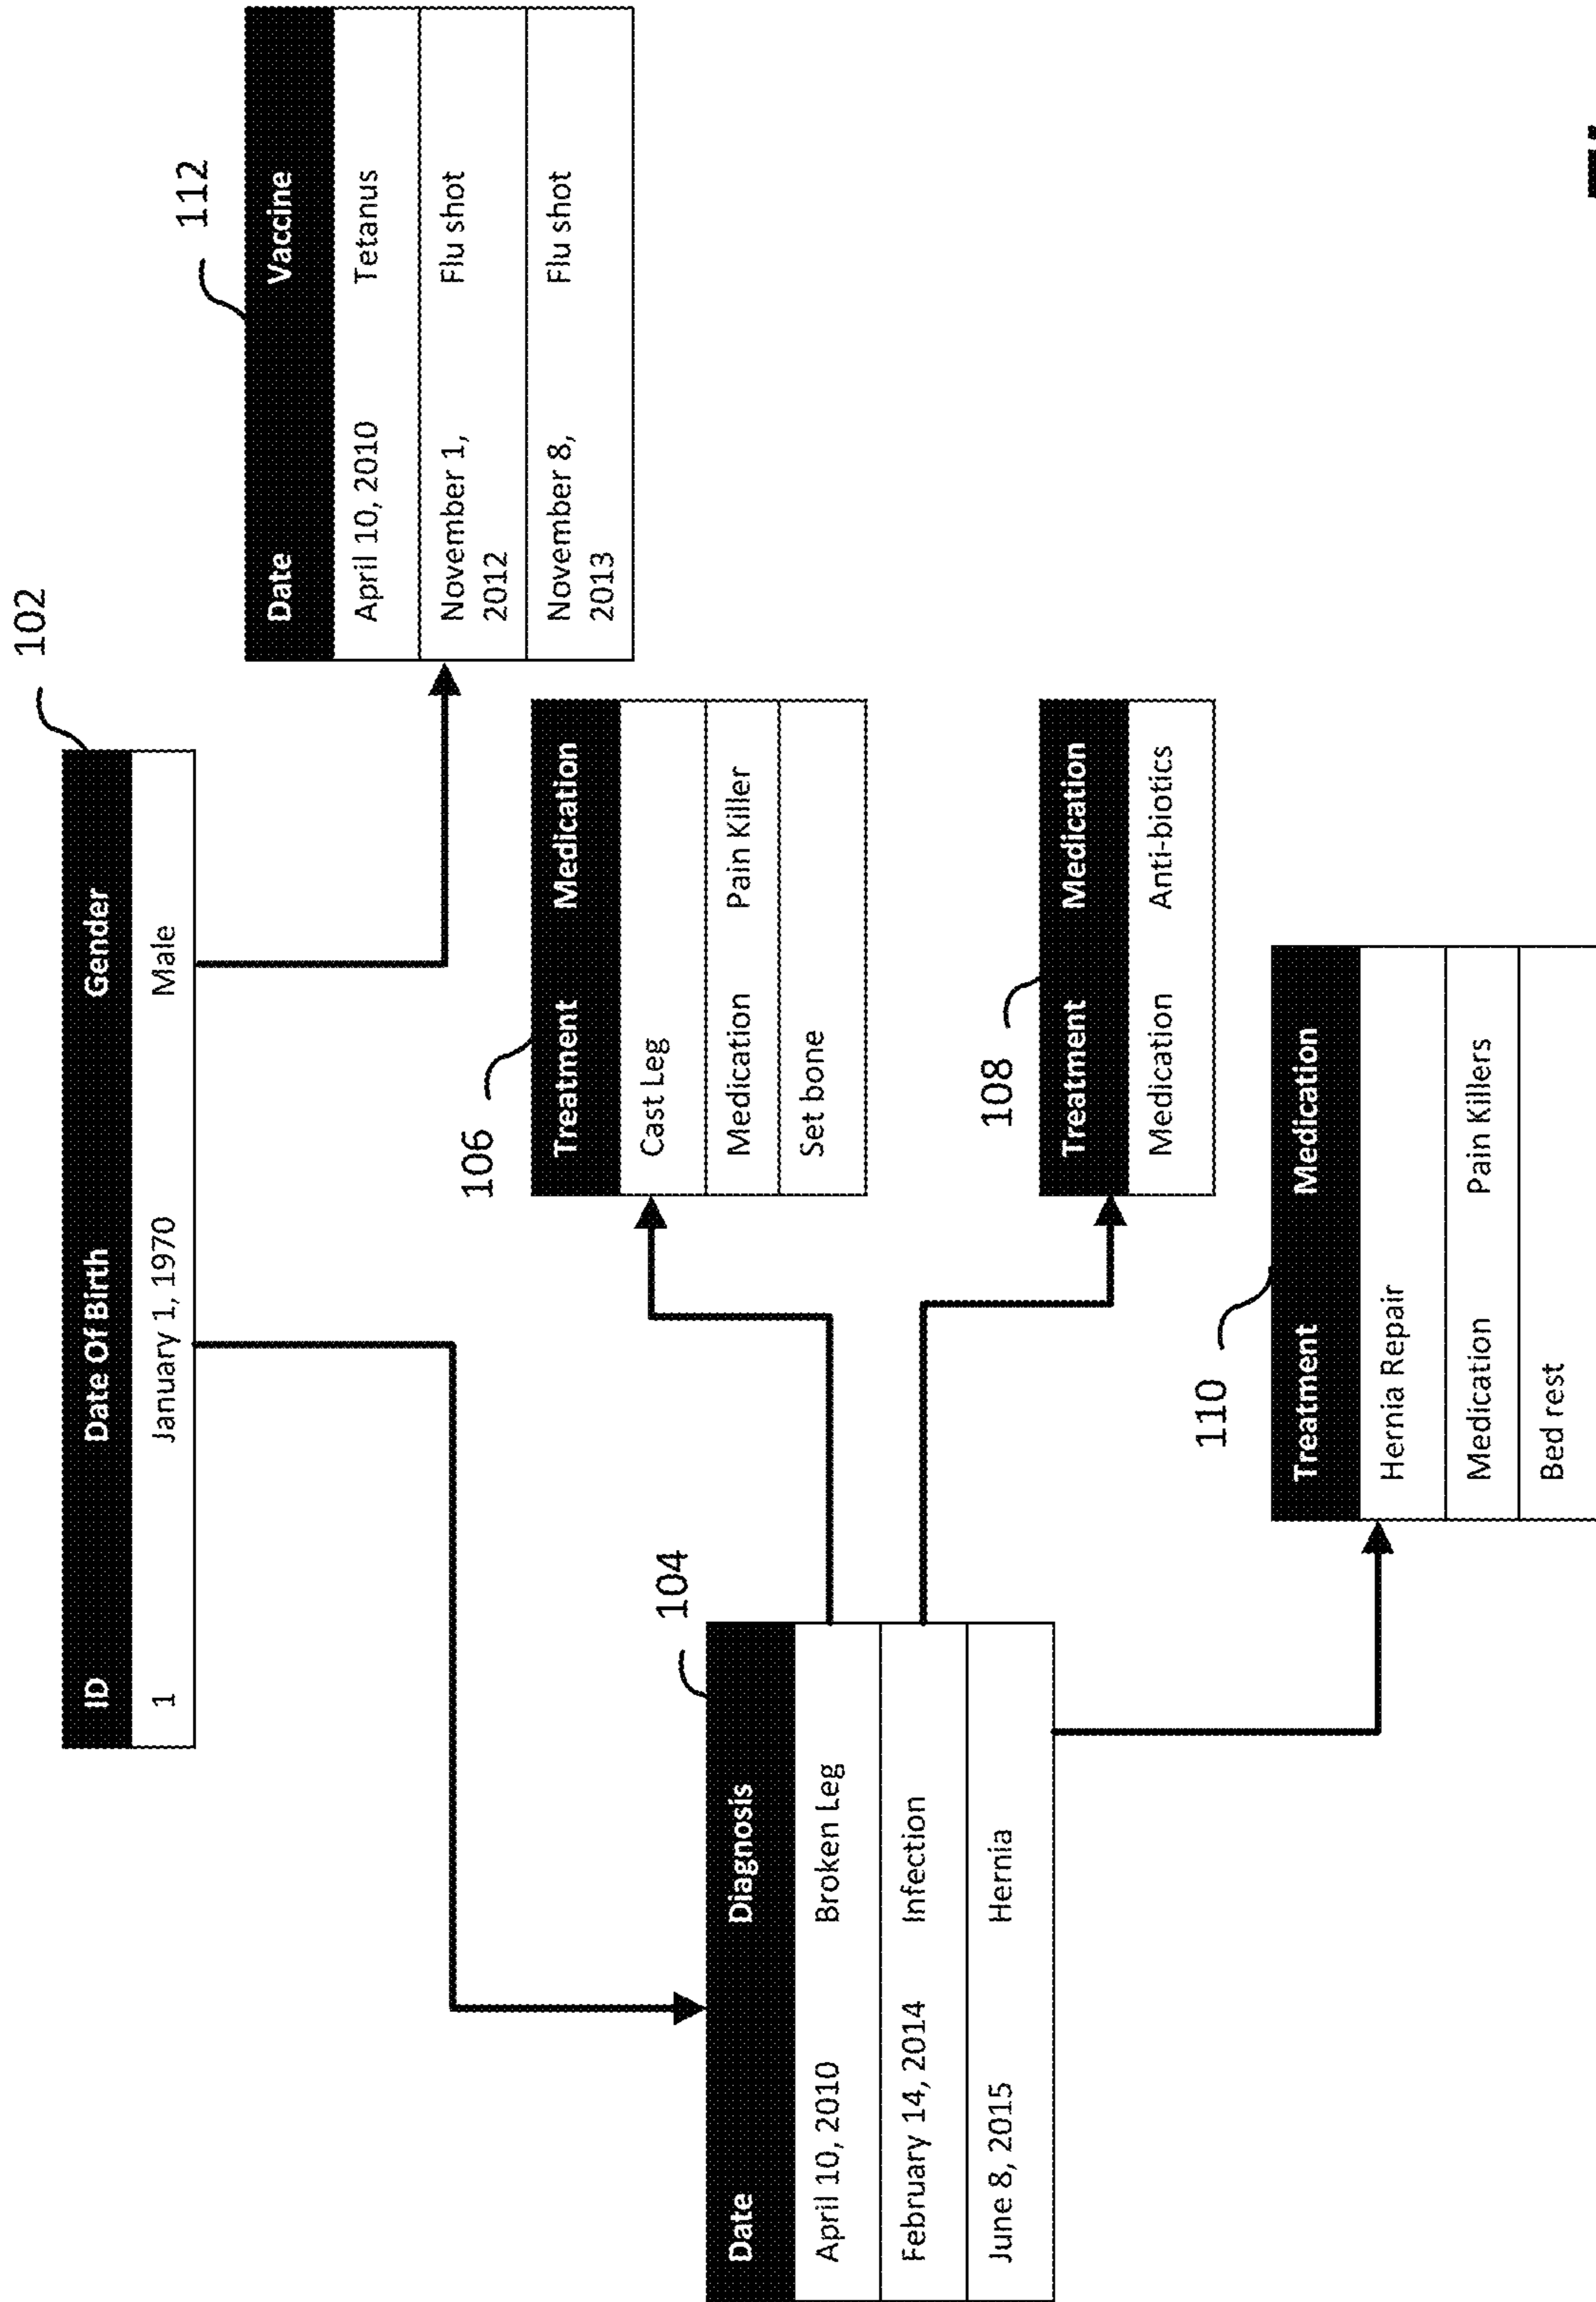 102
ID Date Of Birth Gender
1 January 1, 1970 Male
112
Date Vaccine
April 10, 2010 Tetanus
November 1, Flu shot
2012
November 8, Flu shot
2013
106
Treatment Medication
Cast Leg
Medication Pain Killer
Set bone
104
Date Diagnosis
April 10, 2010 Broken Leg
February 14, 2014 Infection
June 8, 2015 Hernia
108
Treatment Medication
Medication Anti-biotics
110
Treatment Medication
Hernia Repair
Medication Pain Killers
Bed rest